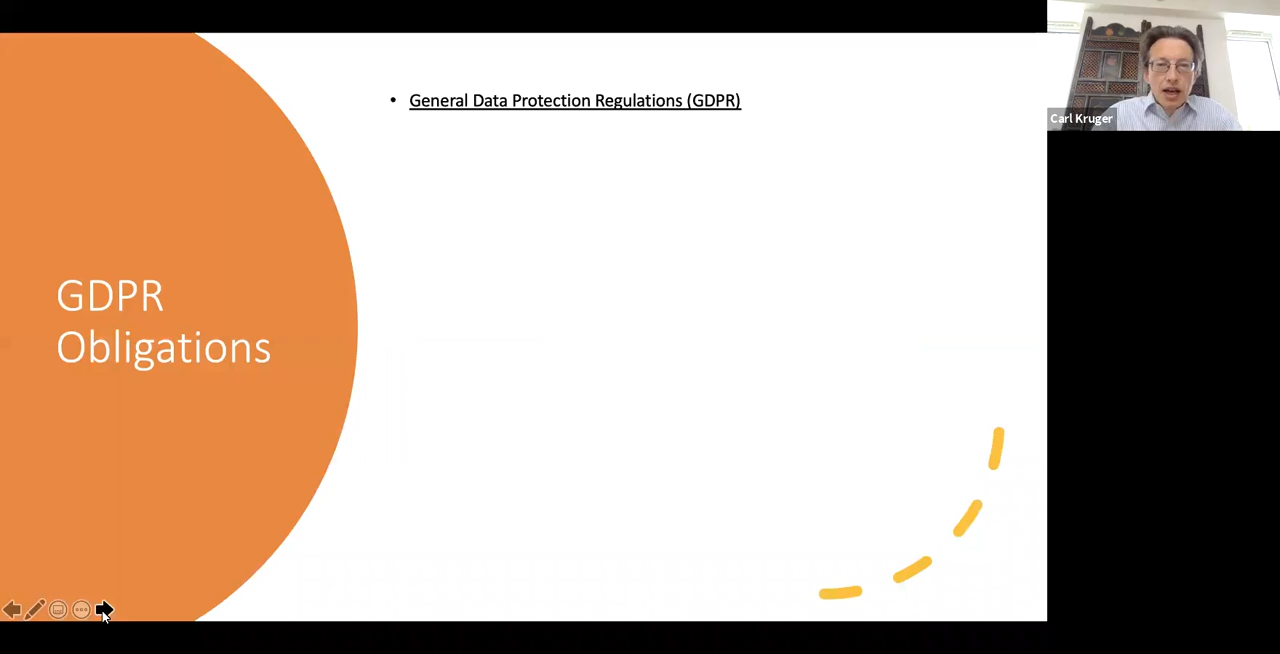 • General Data Protection Regulations (GDPR)
GDPR
Obligations
Carl Kruger